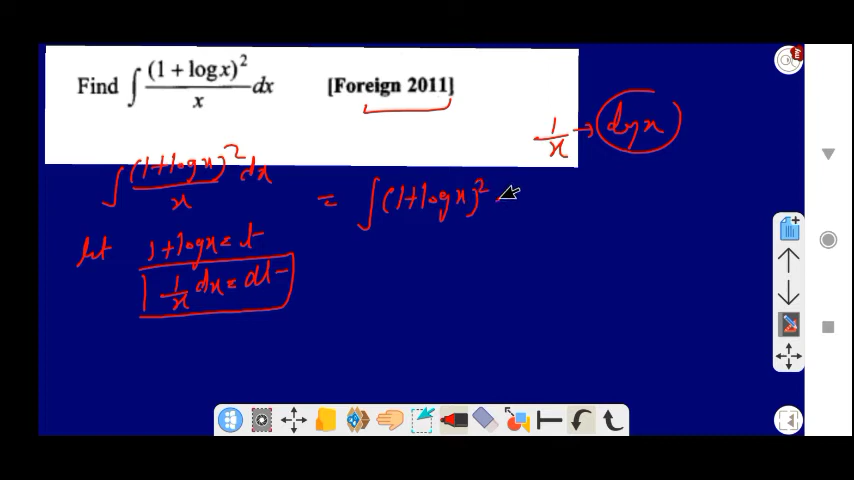 Find ∫ (1 + log x)² / x dx [Foreign 2011]
1/x → log x
∫ (1+log x)² / x dx = ∫ (1+log x)²
let 1+log x = t
1/x dx = dt